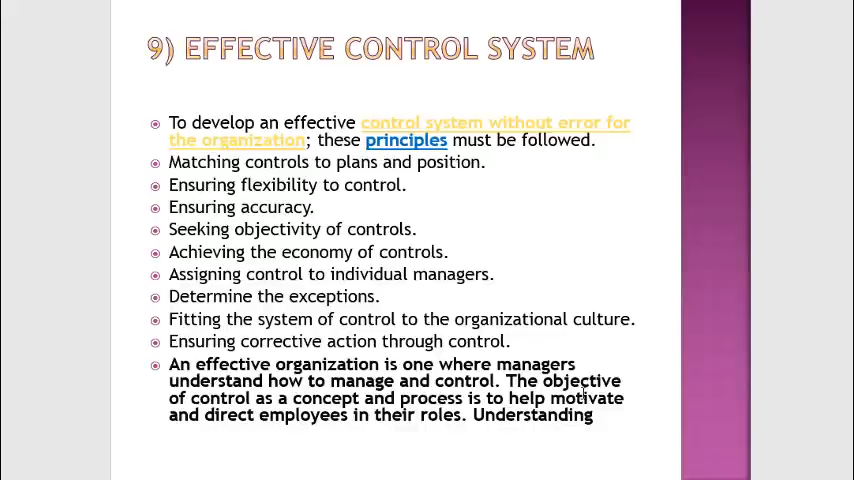 9) EFFECTIVE CONTROL SYSTEM
To develop an effective control system without error for
the organization; these principles must be followed.
Matching controls to plans and position.
Ensuring flexibility to control.
Ensuring accuracy.
Seeking objectivity of controls.
Achieving the economy of controls.
Assigning control to individual managers.
Determine the exceptions.
Fitting the system of control to the organizational culture.
Ensuring corrective action through control.
An effective organization is one where managers
understand how to manage and control. The objective
of control as a concept and process is to help motivate
and direct employees in their roles. Understanding